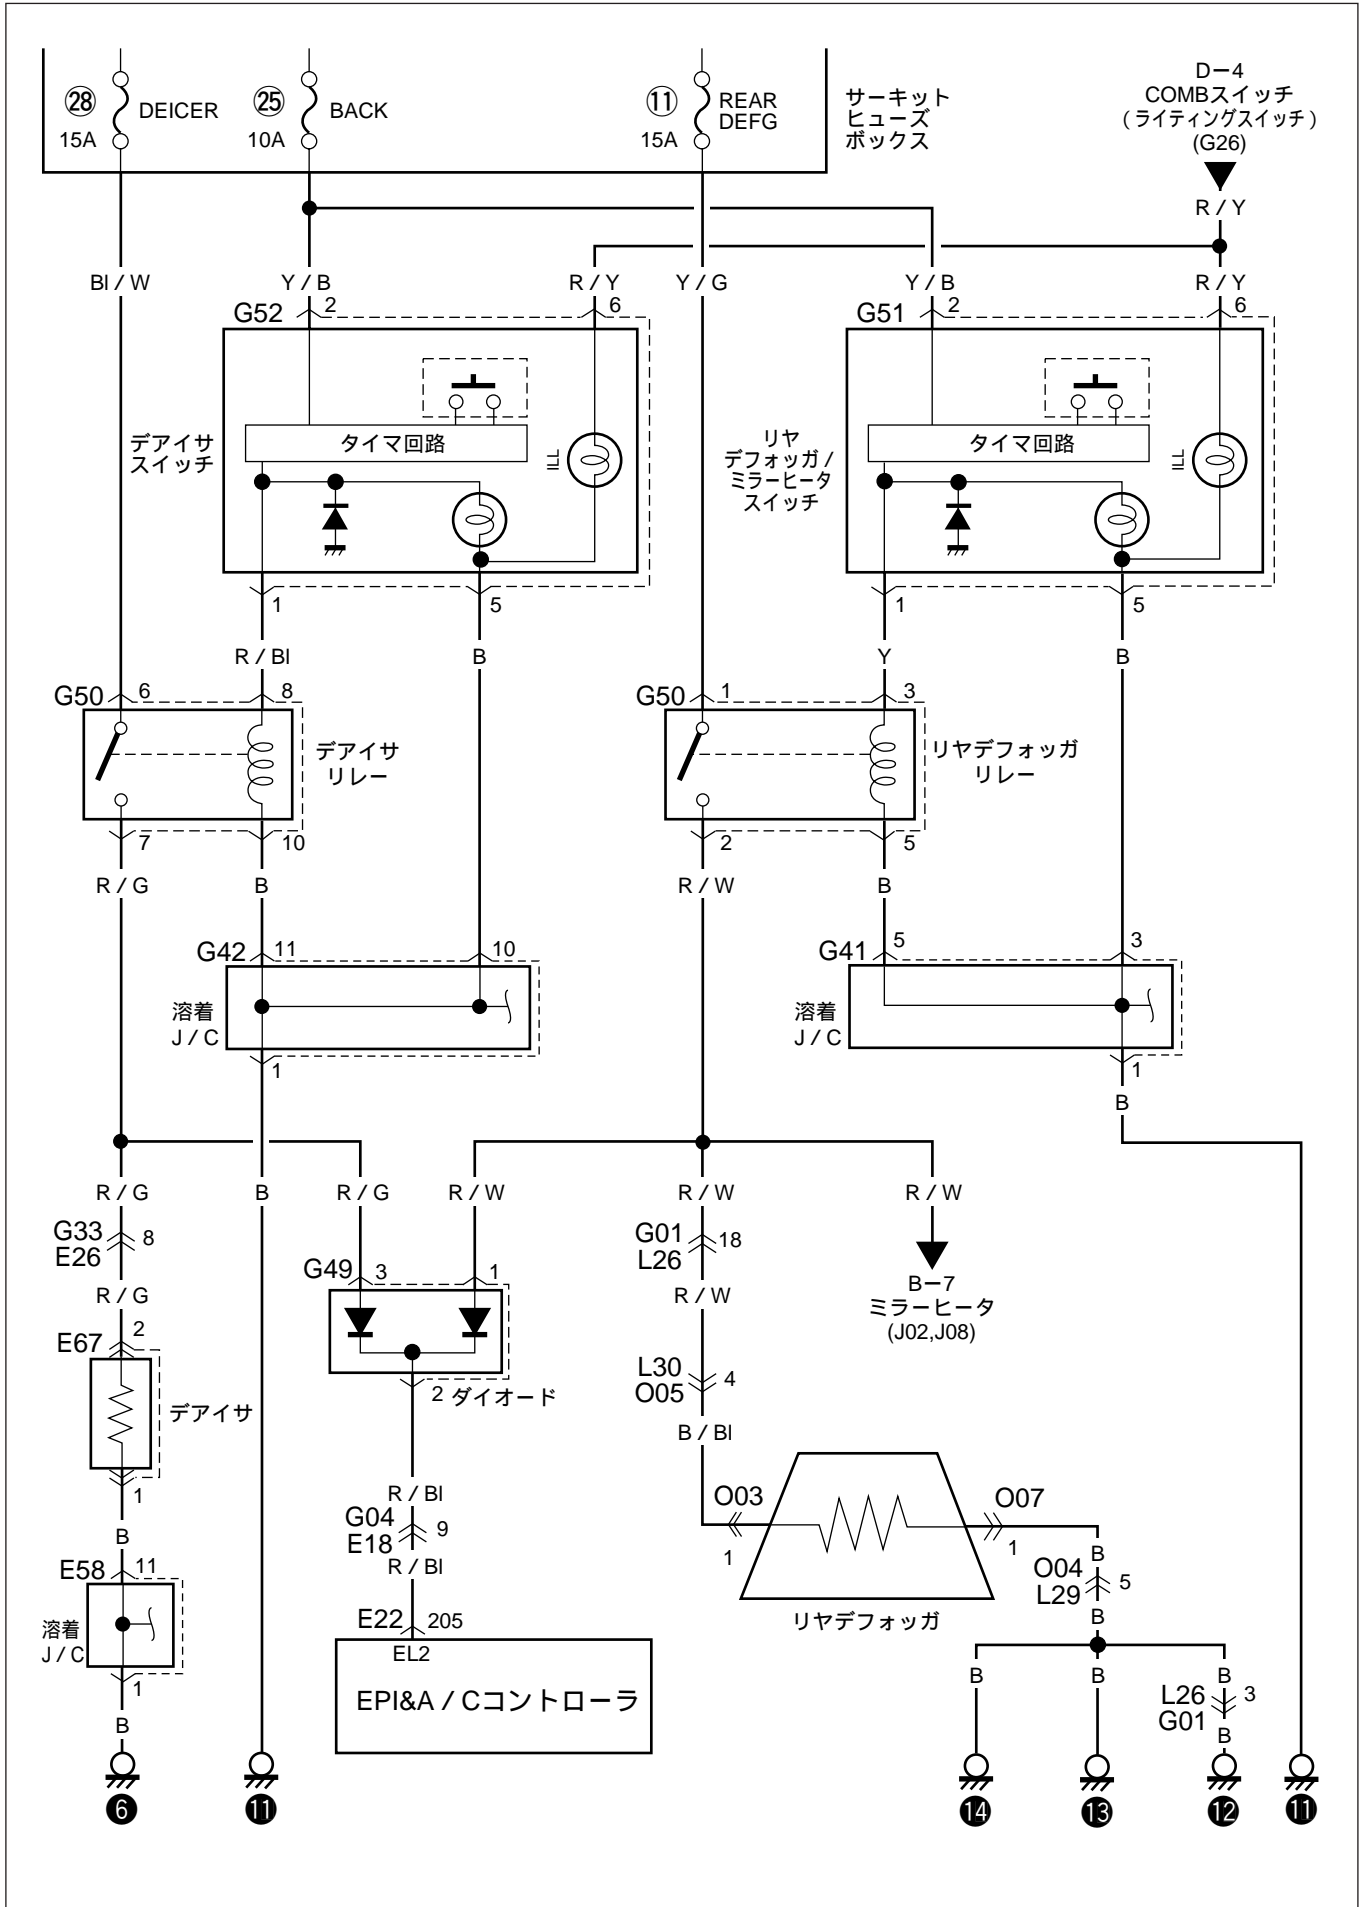 ㉘ DEICER
15A
㉕ BACK
10A
⑪ REAR
DEFG
15A
サーキット
ヒューズ
ボックス
D－4
COMBスイッチ
(ライティングスイッチ)
(G26)
R / Y
Bl / W
Y / B
R / Y
Y / G
Y / B
R / Y
G52 2 6
G51 2 6
デアイサ
スイッチ
タイマ回路
ILL
リヤ
デフォッガ /
ミラーヒータ
スイッチ
タイマ回路
ILL
1 5
1 5
R / Bl
B
Y
B
G50 6 8
デアイサ
リレー
7 10
G50 1 3
リヤデフォッガ
リレー
2 5
R / G
B
R / W
B
G42 11 10
溶着
J / C
1
G41 5 3
溶着
J / C
1
B
R / G
B
R / G
R / W
R / W
R / W
G33
E26
8
R / G
E67 2
デアイサ
1
B
E58 11
溶着
J / C
1
B
❻
⓫
G49 3 1
2 ダイオード
R / Bl
G04
E18
9
R / Bl
E22 205
EL2
EPI&A / Cコントローラ
G01
L26
18
R / W
L30
O05
4
B / Bl
B－7
ミラーヒータ
(J02,J08)
O03
1
O07
1
リヤデフォッガ
B
O04
L29
5
B
B
B
B
L26
G01
3
B
⓮
⓭
⓬
⓫